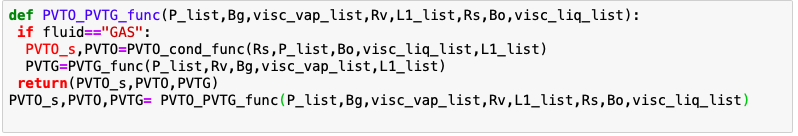 def PVTO_PVTG_func(P_list,Bg,visc_vap_list,Rv,L1_list,Rs,Bo,visc_liq_list):
 if fluid=="GAS":
  PVTO_s,PVTO=PVTO_cond_func(Rs,P_list,Bo,visc_liq_list,L1_list)
  PVTG=PVTG_func(P_list,Rv,Bg,visc_vap_list,L1_list)
 return(PVTO_s,PVTO,PVTG)
PVTO_s,PVTO,PVTG= PVTO_PVTG_func(P_list,Bg,visc_vap_list,Rv,L1_list,Rs,Bo,visc_liq_list)